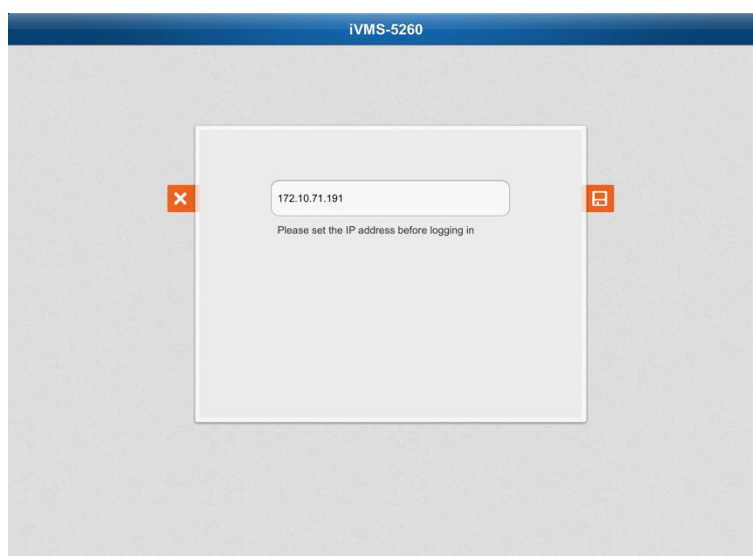 iVMS-5260
172.10.71.191
Please set the IP address before logging in